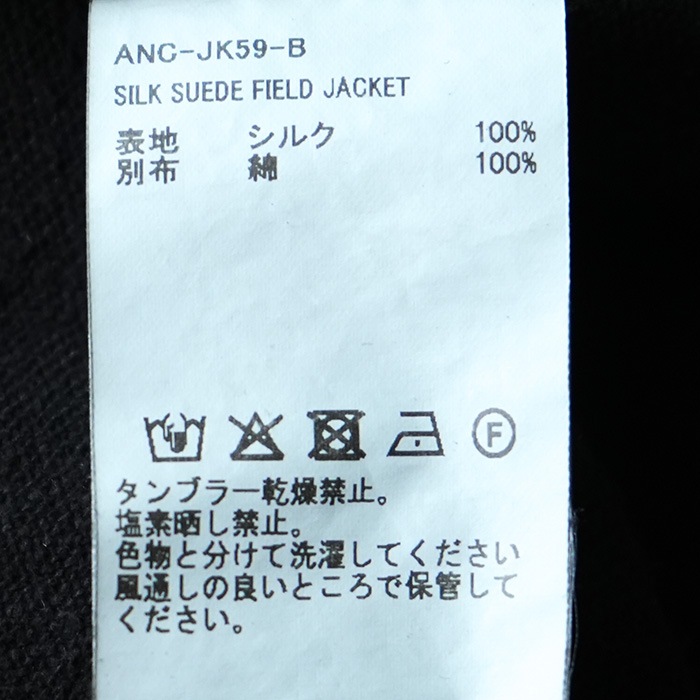 ANC-JK59-B
SILK SUEDE FIELD JACKET
表地 シルク 100%
別布 綿 100%
F
タンブラー乾燥禁止。
塩素晒し禁止。
色物と分けて洗濯してください
風通しの良いところで保管して
ください。